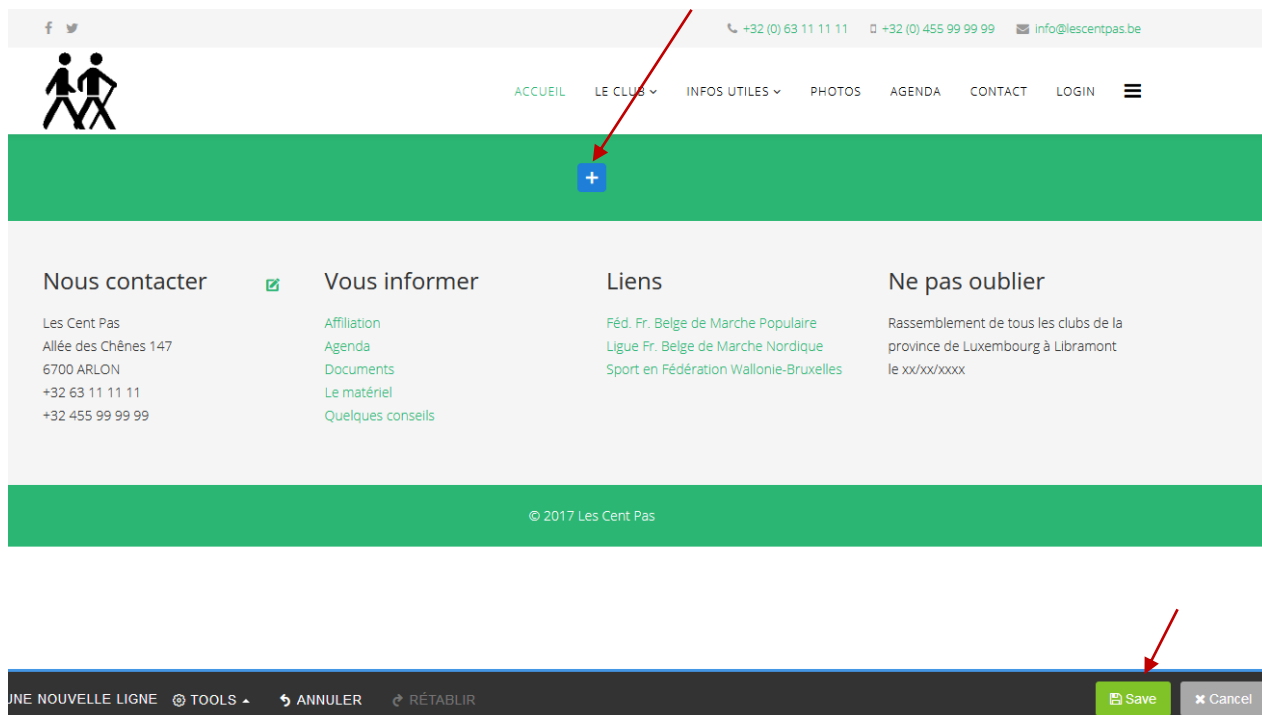 +32 (0) 63 11 11 11 +32 (0) 455 99 99 99 info@lescentpas.be
ACCUEIL LE CLUB INFOS UTILES PHOTOS AGENDA CONTACT LOGIN
Nous contacter
Les Cent Pas
Allée des Chênes 147
6700 ARLON
+32 63 11 11 11
+32 455 99 99 99
Vous informer
Affiliation
Agenda
Documents
Le matériel
Quelques conseils
Liens
Féd. Fr. Belge de Marche Populaire
Ligue Fr. Belge de Marche Nordique
Sport en Fédération Wallonie-Bruxelles
Ne pas oublier
Rassemblement de tous les clubs de la
province de Luxembourg à Libramont
le xx/xx/xxxx
© 2017 Les Cent Pas
UNE NOUVELLE LIGNE TOOLS ANNULER RÉTABLIR Save Cancel